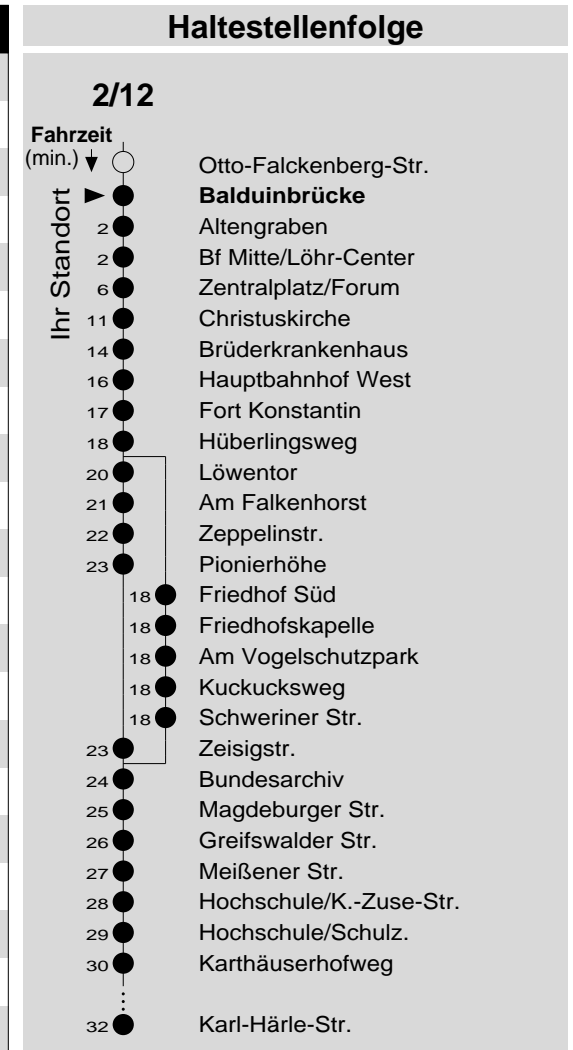 Haltestellenfolge
2/12
Fahrzeit
(min.) Otto-Falckenberg-Str.
Ihr Standort
Balduinbrücke
2 Altengraben
2 Bf Mitte/Löhr-Center
6 Zentralplatz/Forum
11 Christuskirche
14 Brüderkrankenhaus
16 Hauptbahnhof West
17 Fort Konstantin
18 Hüberlingsweg
20 Löwentor
21 Am Falkenhorst
22 Zeppelinstr.
23 Pionierhöhe
18 Friedhof Süd
18 Friedhofskapelle
18 Am Vogelschutzpark
18 Kuckucksweg
18 Schweriner Str.
23 Zeisigstr.
24 Bundesarchiv
25 Magdeburger Str.
26 Greifswalder Str.
27 Meißener Str.
28 Hochschule/K.-Zuse-Str.
29 Hochschule/Schulz.
30 Karthäuserhofweg
32 Karl-Härle-Str.